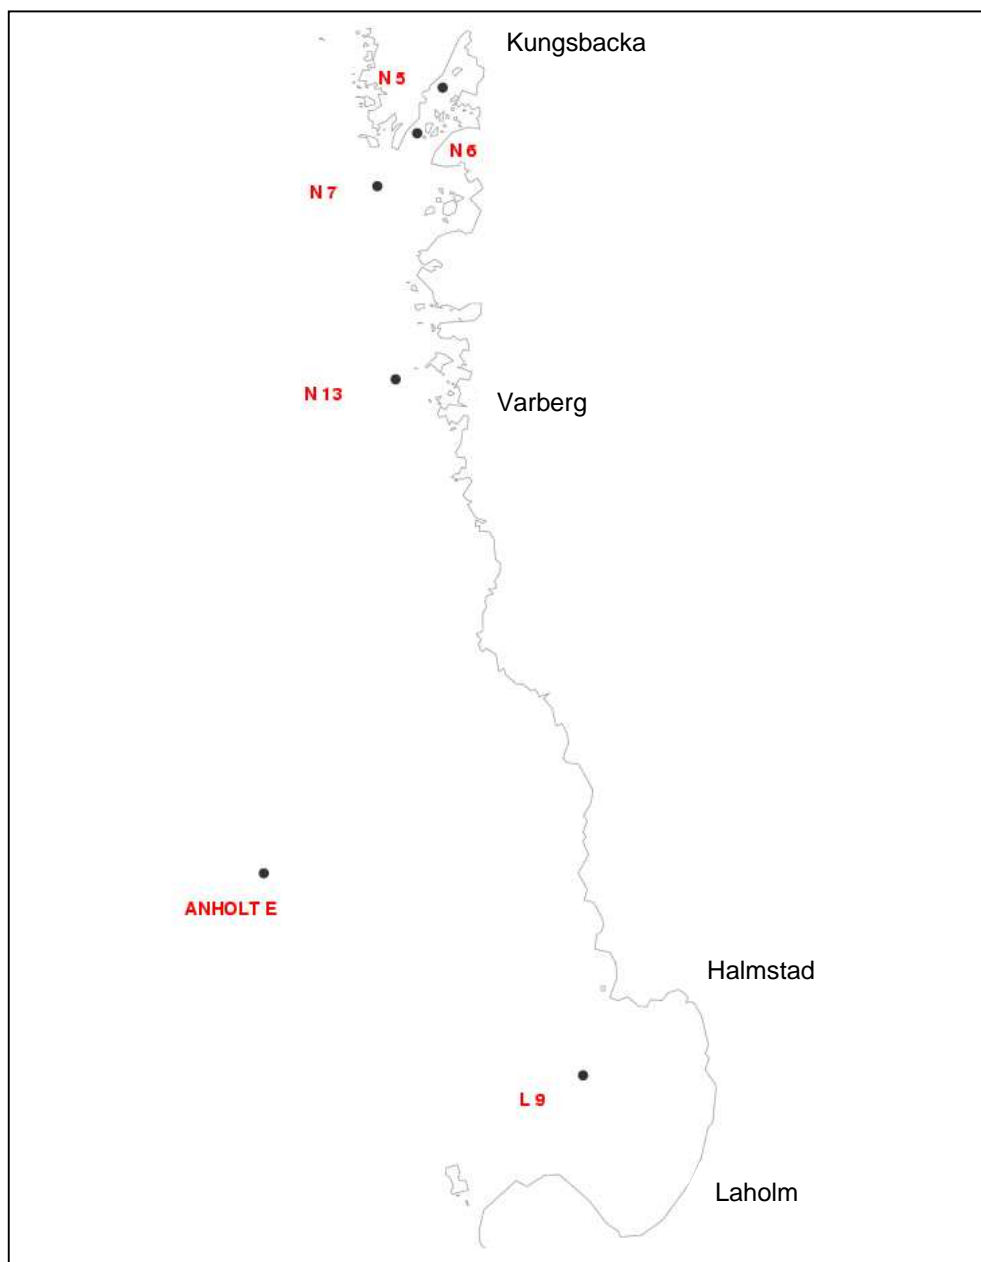 Kungsbacka
N 5
N 6
N 7
N 13
Varberg
ANHOLT E
Halmstad
L 9
Laholm